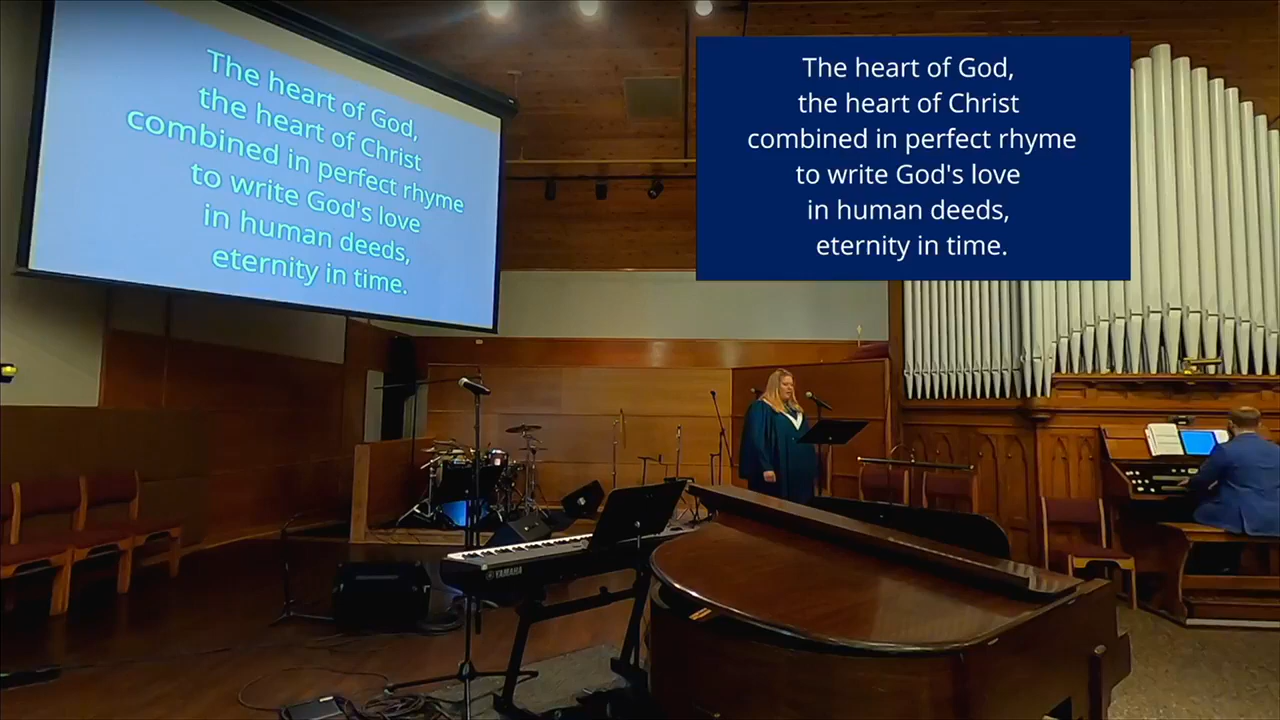 The heart of God,
the heart of Christ
combined in perfect rhyme
to write God's love
in human deeds,
eternity in time.
The heart of God,
the heart of Christ
combined in perfect rhyme
to write God's love
in human deeds,
eternity in time.
YAMAHA